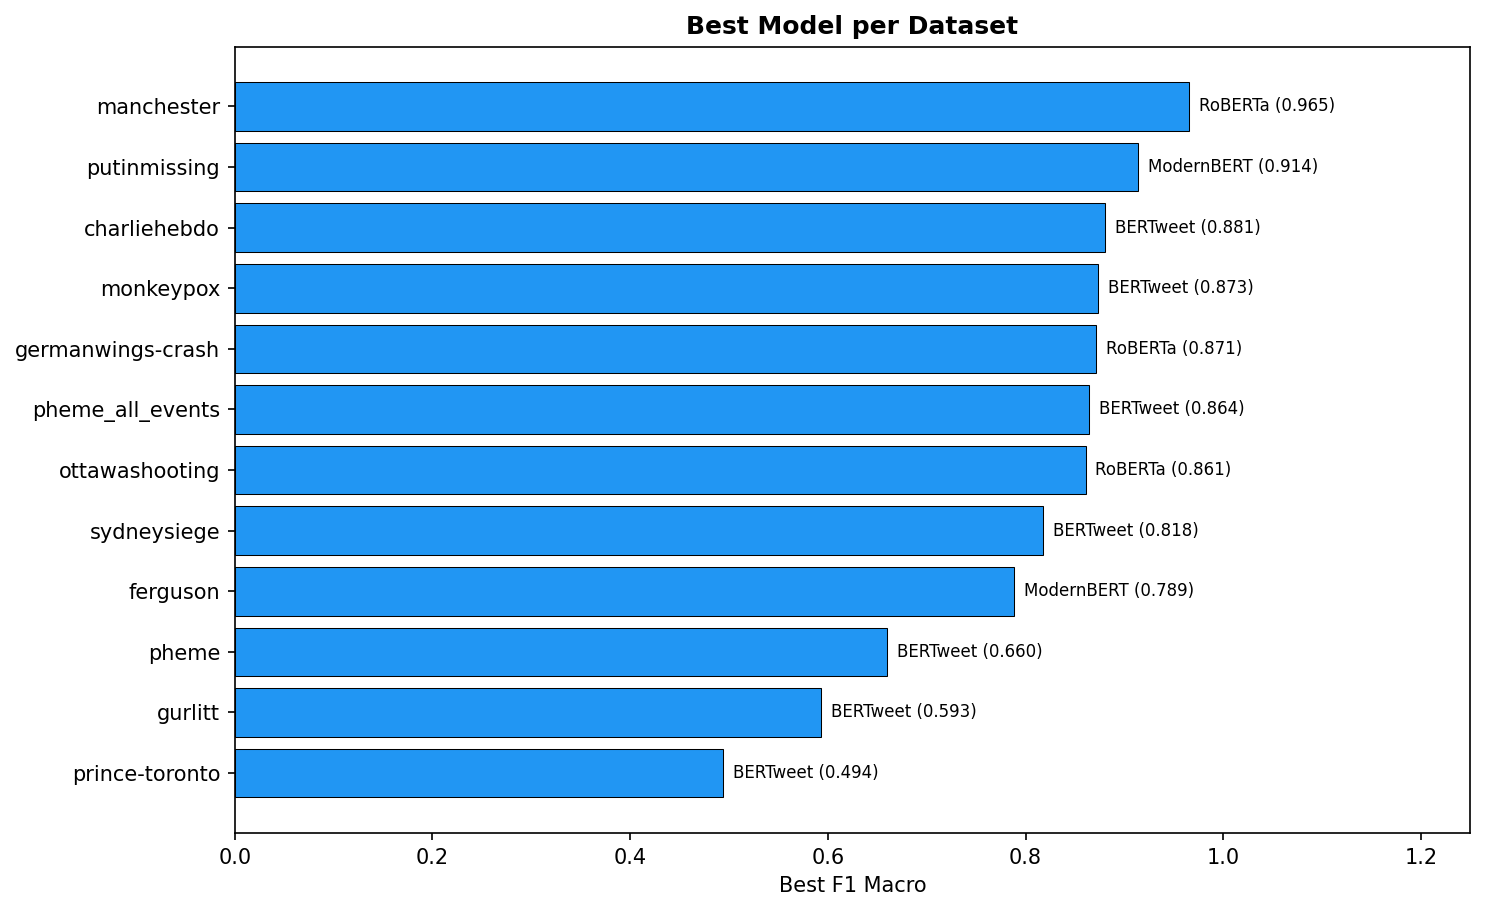 Best Model per Dataset
manchester RoBERTa (0.965)
putinmissing ModernBERT (0.914)
charliehebdo BERTweet (0.881)
monkeypox BERTweet (0.873)
germanwings-crash RoBERTa (0.871)
pheme_all_events BERTweet (0.864)
ottawashooting RoBERTa (0.861)
sydneysiege BERTweet (0.818)
ferguson ModernBERT (0.789)
pheme BERTweet (0.660)
gurlitt BERTweet (0.593)
prince-toronto BERTweet (0.494)
0.0 0.2 0.4 0.6 0.8 1.0 1.2
Best F1 Macro